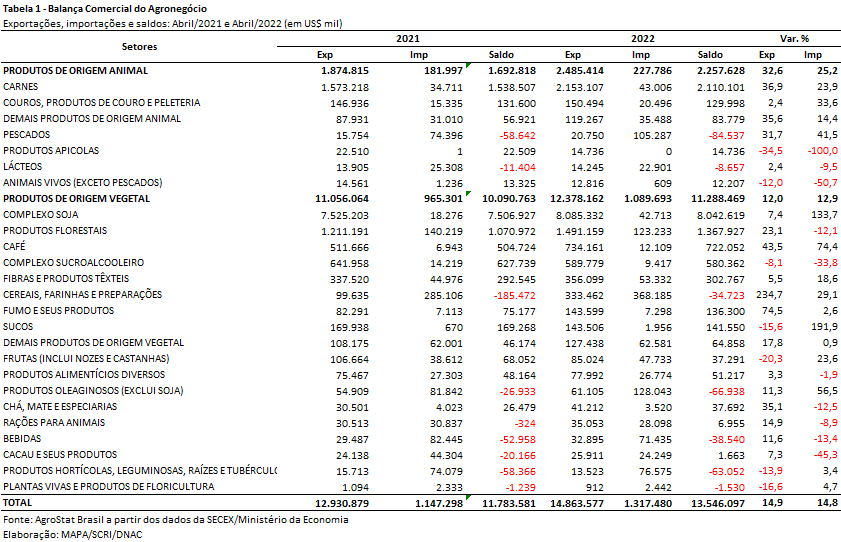 Tabela 1 - Balança Comercial do Agronegócio
Exportações, importações e saldos: Abril/2021 e Abril/2022 (em US$ mil)
Setores 2021 2022 Var. %
Exp Imp Saldo Exp Imp Saldo Exp Imp
PRODUTOS DE ORIGEM ANIMAL 1.874.815 181.997 1.692.818 2.485.414 227.786 2.257.628 32,6 25,2
CARNES 1.573.218 34.711 1.538.507 2.153.107 43.006 2.110.101 36,9 23,9
COUROS, PRODUTOS DE COURO E PELETERIA 146.936 15.335 131.600 150.494 20.496 129.998 2,4 33,6
DEMAIS PRODUTOS DE ORIGEM ANIMAL 87.931 31.010 56.921 119.267 35.488 83.779 35,6 14,4
PESCADOS 15.754 74.396 -58.642 20.750 105.287 -84.537 31,7 41,5
PRODUTOS APICOLAS 22.510 1 22.509 14.736 0 14.736 -34,5 -100,0
LÁCTEOS 13.905 25.308 -11.404 14.245 22.901 -8.657 2,4 -9,5
ANIMAIS VIVOS (EXCETO PESCADOS) 14.561 1.236 13.325 12.816 609 12.207 -12,0 -50,7
PRODUTOS DE ORIGEM VEGETAL 11.056.064 965.301 10.090.763 12.378.162 1.089.693 11.288.469 12,0 12,9
COMPLEXO SOJA 7.525.203 18.276 7.506.927 8.085.332 42.713 8.042.619 7,4 133,7
PRODUTOS FLORESTAIS 1.211.191 140.219 1.070.972 1.491.159 123.233 1.367.927 23,1 -12,1
CAFÉ 511.666 6.943 504.724 734.161 12.109 722.052 43,5 74,4
COMPLEXO SUCROALCOOLEIRO 641.958 14.219 627.739 589.779 9.417 580.362 -8,1 -33,8
FIBRAS E PRODUTOS TÊXTEIS 337.520 44.976 292.545 356.099 53.332 302.767 5,5 18,6
CEREAIS, FARINHAS E PREPARAÇÕES 99.635 285.106 -185.472 333.462 368.185 -34.723 234,7 29,1
FUMO E SEUS PRODUTOS 82.291 7.113 75.177 143.599 7.298 136.300 74,5 2,6
SUCOS 169.938 670 169.268 143.506 1.956 141.550 -15,6 191,9
DEMAIS PRODUTOS DE ORIGEM VEGETAL 108.175 62.001 46.174 127.438 62.581 64.858 17,8 0,9
FRUTAS (INCLUI NOZES E CASTANHAS) 106.664 38.612 68.052 85.024 47.733 37.291 -20,3 23,6
PRODUTOS ALIMENTÍCIOS DIVERSOS 75.467 27.303 48.164 77.992 26.774 51.217 3,3 -1,9
PRODUTOS OLEAGINOSOS (EXCLUI SOJA) 54.909 81.842 -26.933 61.105 128.043 -66.938 11,3 56,5
CHÁ, MATE E ESPECIARIAS 30.501 4.023 26.479 41.212 3.520 37.692 35,1 -12,5
RAÇÕES PARA ANIMAIS 30.513 30.837 -324 35.053 28.098 6.955 14,9 -8,9
BEBIDAS 29.487 82.445 -52.958 32.895 71.435 -38.540 11,6 -13,4
CACAU E SEUS PRODUTOS 24.138 44.304 -20.166 25.911 24.249 1.663 7,3 -45,3
PRODUTOS HORTÍCOLAS, LEGUMINOSAS, RAÍZES E TUBÉRCULO 15.713 74.079 -58.366 13.523 76.575 -63.052 -13,9 3,4
PLANTAS VIVAS E PRODUTOS DE FLORICULTURA 1.094 2.333 -1.239 912 2.442 -1.530 -16,6 4,7
TOTAL 12.930.879 1.147.298 11.783.581 14.863.577 1.317.480 13.546.097 14,9 14,8
Fonte: AgroStat Brasil a partir dos dados da SECEX/Ministério da Economia
Elaboração: MAPA/SCRI/DNAC